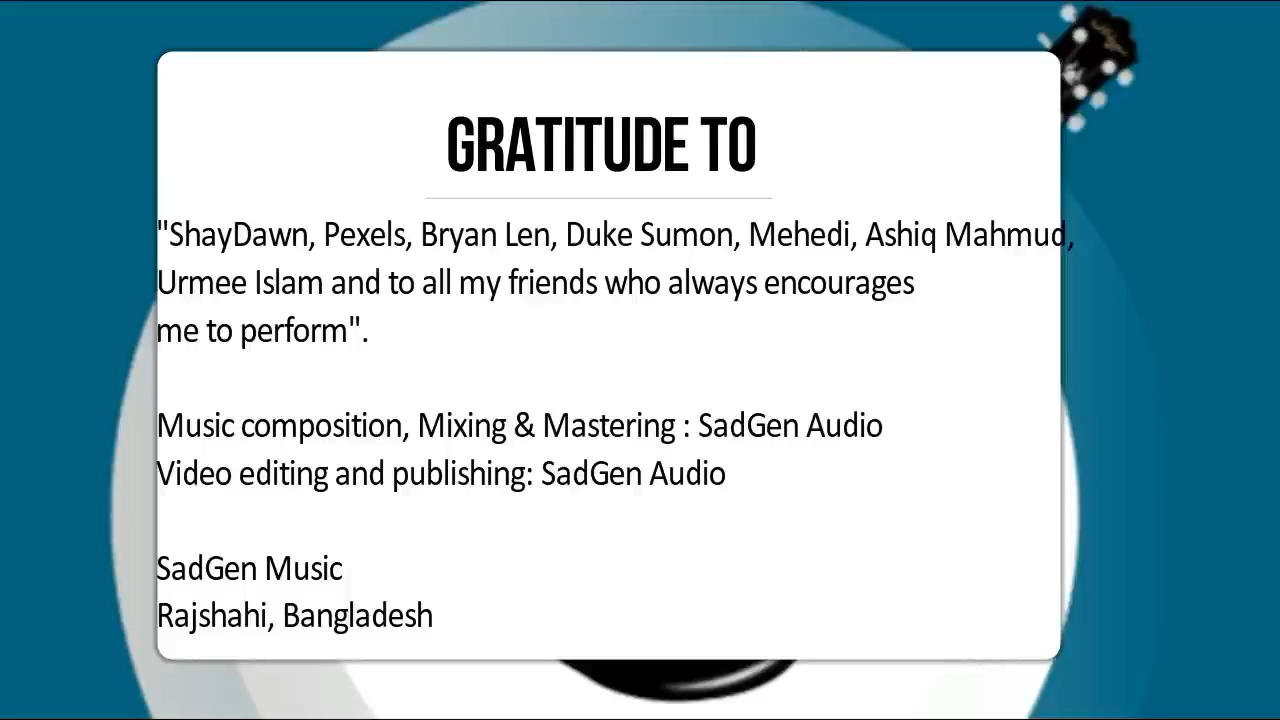 GRATITUDE TO
"ShayDawn, Pexels, Bryan Len, Duke Sumon, Mehedi, Ashiq Mahmud,
Urmee Islam and to all my friends who always encourages
me to perform".
Music composition, Mixing & Mastering : SadGen Audio
Video editing and publishing: SadGen Audio
SadGen Music
Rajshahi, Bangladesh